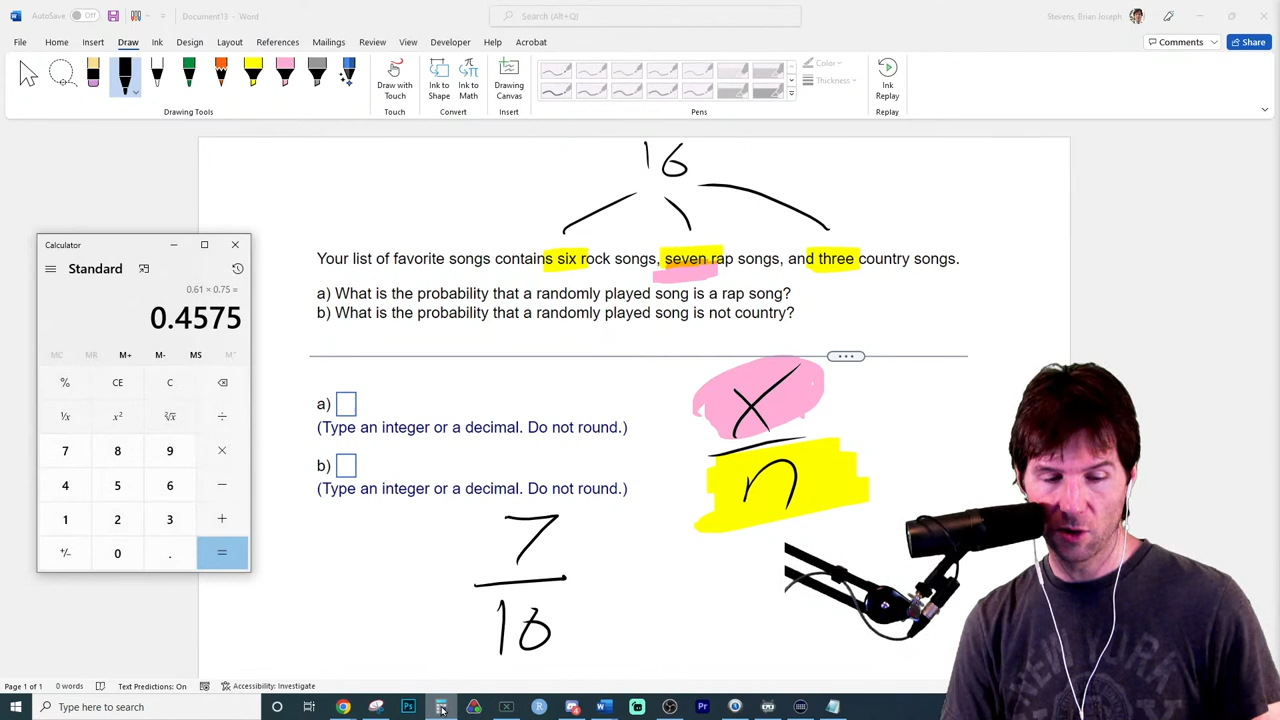 AutoSave Off Document13 - Word Search (Alt+Q) Stevens, Brian Joseph
File Home Insert Draw Ink Design Layout References Mailings Review View Developer Help Acrobat Comments Share
Draw with Touch Ink to Shape Ink to Math Drawing Canvas Color Thickness Ink Replay
Drawing Tools Touch Convert Insert Pens Replay
16
Your list of favorite songs contains six rock songs, seven rap songs, and three country songs.
a) What is the probability that a randomly played song is a rap song?
b) What is the probability that a randomly played song is not country?
Calculator
Standard
0.61 × 0.75 =
0.4575
MC MR M+ M- MS M˅
% CE C
¹/x x² ²√x ÷
7 8 9 ×
4 5 6 −
1 2 3 +
+/− 0 . =
a)
(Type an integer or a decimal. Do not round.)
b)
(Type an integer or a decimal. Do not round.)
x
n
7
16
NEW YORK
Page 1 of 1 0 words Text Predictions: On Accessibility: Investigate
Type here to search